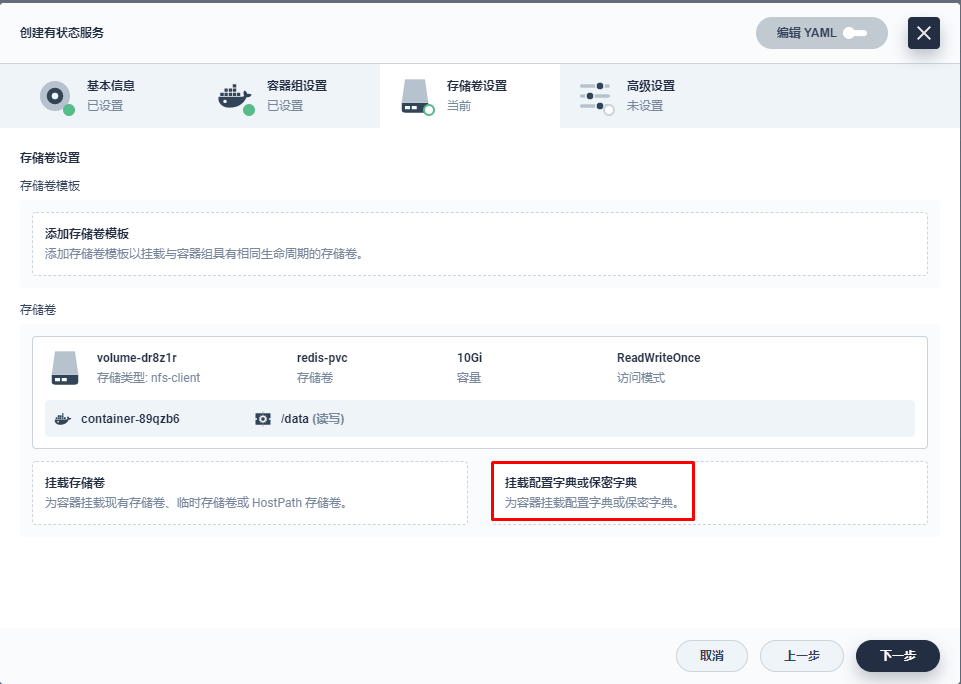 创建有状态服务
编辑 YAML
基本信息
已设置
容器组设置
已设置
存储卷设置
当前
高级设置
未设置
存储卷设置
存储卷模板
添加存储卷模板
添加存储卷模板以挂载与容器组具有相同生命周期的存储卷。
存储卷
volume-dr8z1r
存储类型: nfs-client
redis-pvc
存储卷
10Gi
容量
ReadWriteOnce
访问模式
container-89qzb6
/data (读写)
挂载存储卷
为容器挂载现有存储卷、临时存储卷或 HostPath 存储卷。
挂载配置字典或保密字典
为容器挂载配置字典或保密字典。
取消
上一步
下一步